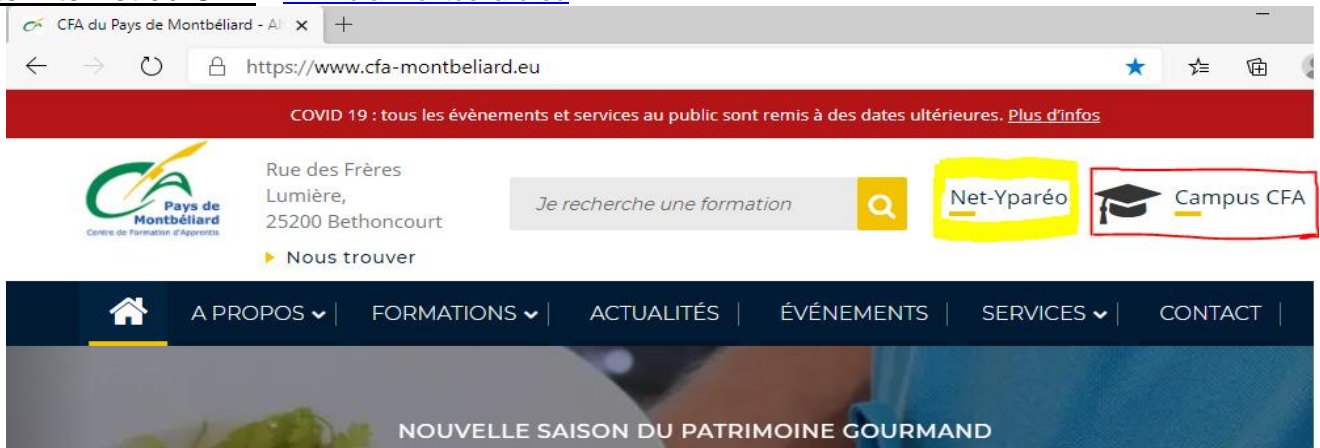 CFA du Pays de Montbéliard - Al
https://www.cfa-montbeliard.eu
COVID 19 : tous les évènements et services au public sont remis à des dates ultérieures. Plus d'infos
CFA
Pays de
Montbéliard
Centre de Formation d'Apprentis
Rue des Frères
Lumière,
25200 Bethoncourt
Nous trouver
Je recherche une formation
Net-Yparéo
Campus CFA
A PROPOS
FORMATIONS
ACTUALITÉS
ÉVÉNEMENTS
SERVICES
CONTACT
NOUVELLE SAISON DU PATRIMOINE GOURMAND